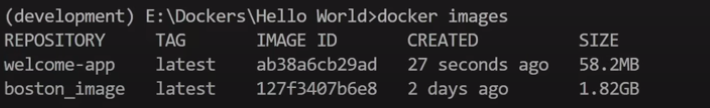 (development) E:\Dockers\Hello World>docker images
REPOSITORY TAG IMAGE ID CREATED SIZE
welcome-app latest ab38a6cb29ad 27 seconds ago 58.2MB
boston_image latest 127f3407b6e8 2 days ago 1.82GB